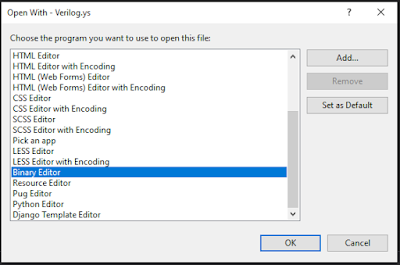 Open With - Verilog.ys
Choose the program you want to use to open this file:
HTML Editor
HTML Editor with Encoding
HTML (Web Forms) Editor
HTML (Web Forms) Editor with Encoding
CSS Editor
CSS Editor with Encoding
SCSS Editor
SCSS Editor with Encoding
Pick an app
LESS Editor
LESS Editor with Encoding
Binary Editor
Resource Editor
Pug Editor
Python Editor
Django Template Editor
Add...
Remove
Set as Default
OK
Cancel